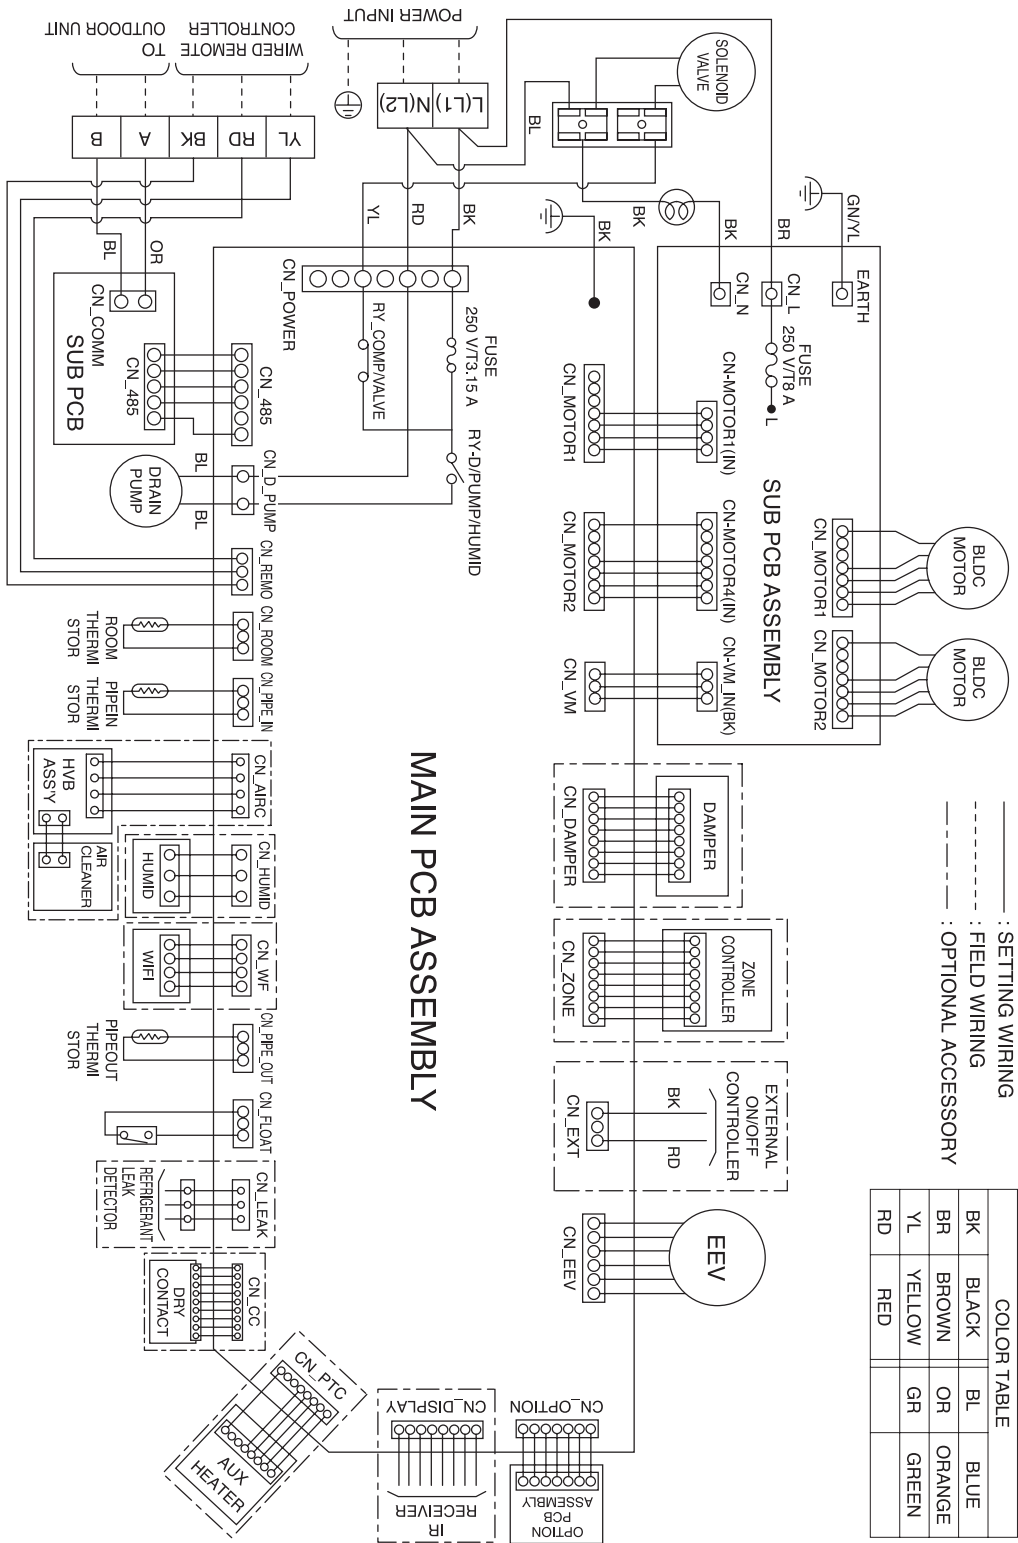 POWER INPUT
WIRED REMOTE
CONTROLLER
TO
OUTDOOR UNIT
L(L1)
N(L2)
YL
RD
BK
A
B
SOLENOID
VALVE
BL
YL
RD
BK
BK
BK
BK
BR
GN/YL
OR
BL
EARTH
CN_L
CN_N
FUSE
250 V/T8 A
L
CN_POWER
FUSE
250 V/T3.15 A
RY_COMP/VALVE
RY-D/PUMP/HUMID
CN_COMM
CN_485
SUB PCB
CN_485
CN_D_PUMP
BL
BL
DRAIN
PUMP
CN_REMO
CN_ROOM
ROOM
THERMI
STOR
CN_PIPE_IN
PIPEIN
THERMI
STOR
CN_AIRC
HVB
ASS'Y
AIR
CLEANER
CN_HUMID
HUMID
CN_WF
WIFI
CN_PIPE_OUT
PIPEOUT
THERMI
STOR
CN_FLOAT
CN_LEAK
REFRIGERANT
LEAK
DETECTOR
CN_CC
DRY
CONTACT
CN_PTC
AUX
HEATER
CN_DISPLAY
IR
RECEIVER
CN_OPTION
OPTION
PCB
ASSEMBLY
MAIN PCB ASSEMBLY
CN-MOTOR1(IN)
CN_MOTOR1
CN-MOTOR4(IN)
CN_MOTOR2
CN-VM_IN(BK)
CN_VM
SUB PCB ASSEMBLY
CN_MOTOR1
CN_MOTOR2
BLDC
MOTOR
BLDC
MOTOR
DAMPER
CN_DAMPER
ZONE
CONTROLLER
CN_ZONE
EXTERNAL
ON/OFF
CONTROLLER
BK
RD
CN_EXT
EEV
CN_EEV
: SETTING WIRING
: FIELD WIRING
: OPTIONAL ACCESSORY
COLOR TABLE
BK BLACK BL BLUE
BR BROWN OR ORANGE
YL YELLOW GR GREEN
RD RED